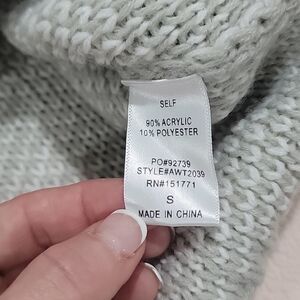 SELF
90% ACRYLIC
10% POLYESTER
PO#92739
STYLE#AWT2039
RN#151771
S
MADE IN CHINA